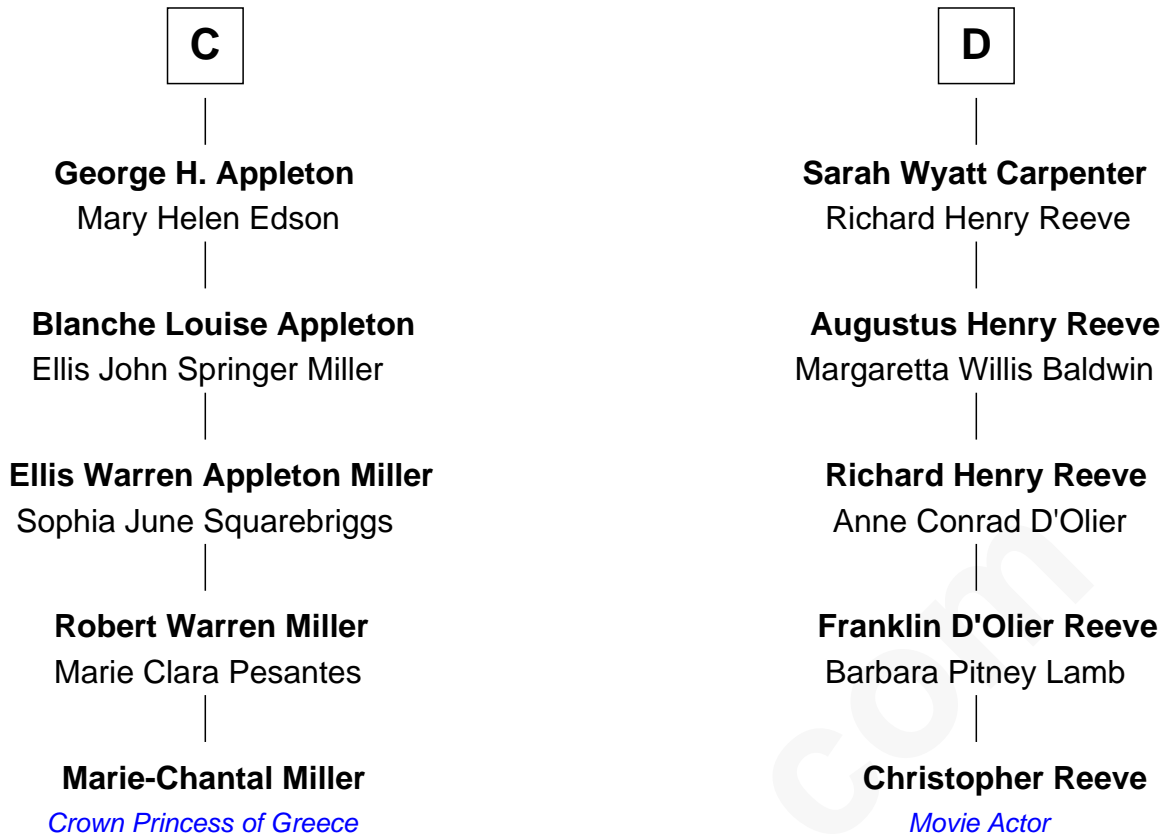 C
George H. Appleton
Mary Helen Edson
Blanche Louise Appleton
Ellis John Springer Miller
Ellis Warren Appleton Miller
Sophia June Squarebriggs
Robert Warren Miller
Marie Clara Pesantes
Marie-Chantal Miller
Crown Princess of Greece
D
Sarah Wyatt Carpenter
Richard Henry Reeve
Augustus Henry Reeve
Margaretta Willis Baldwin
Richard Henry Reeve
Anne Conrad D'Olier
Franklin D'Olier Reeve
Barbara Pitney Lamb
Christopher Reeve
Movie Actor
com